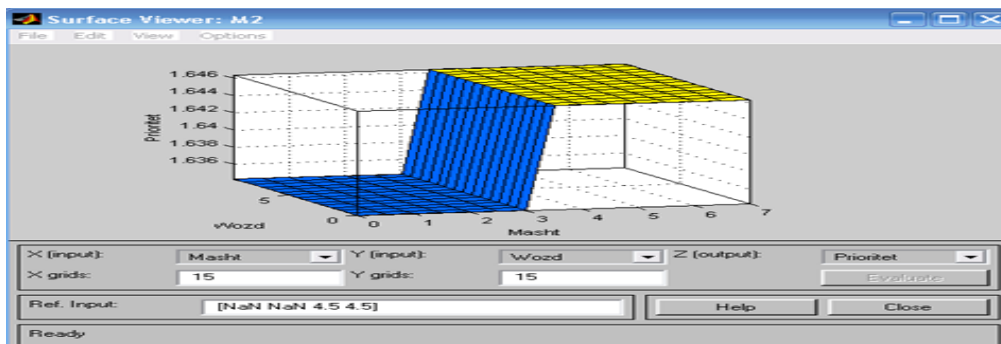 Surface Viewer: M2
File Edit View Options
1.646
1.644
1.642
1.64
1.638
1.636
Prioritet
5
0
Wozd
0 1 2 3 4 5 6 7
Masht
X (input): Masht Y (input): Wozd Z (output): Prioritet
X grids: 15 Y grids: 15 Evaluate
Ref. Input: [NaN NaN 4.5 4.5] Help Close
Ready